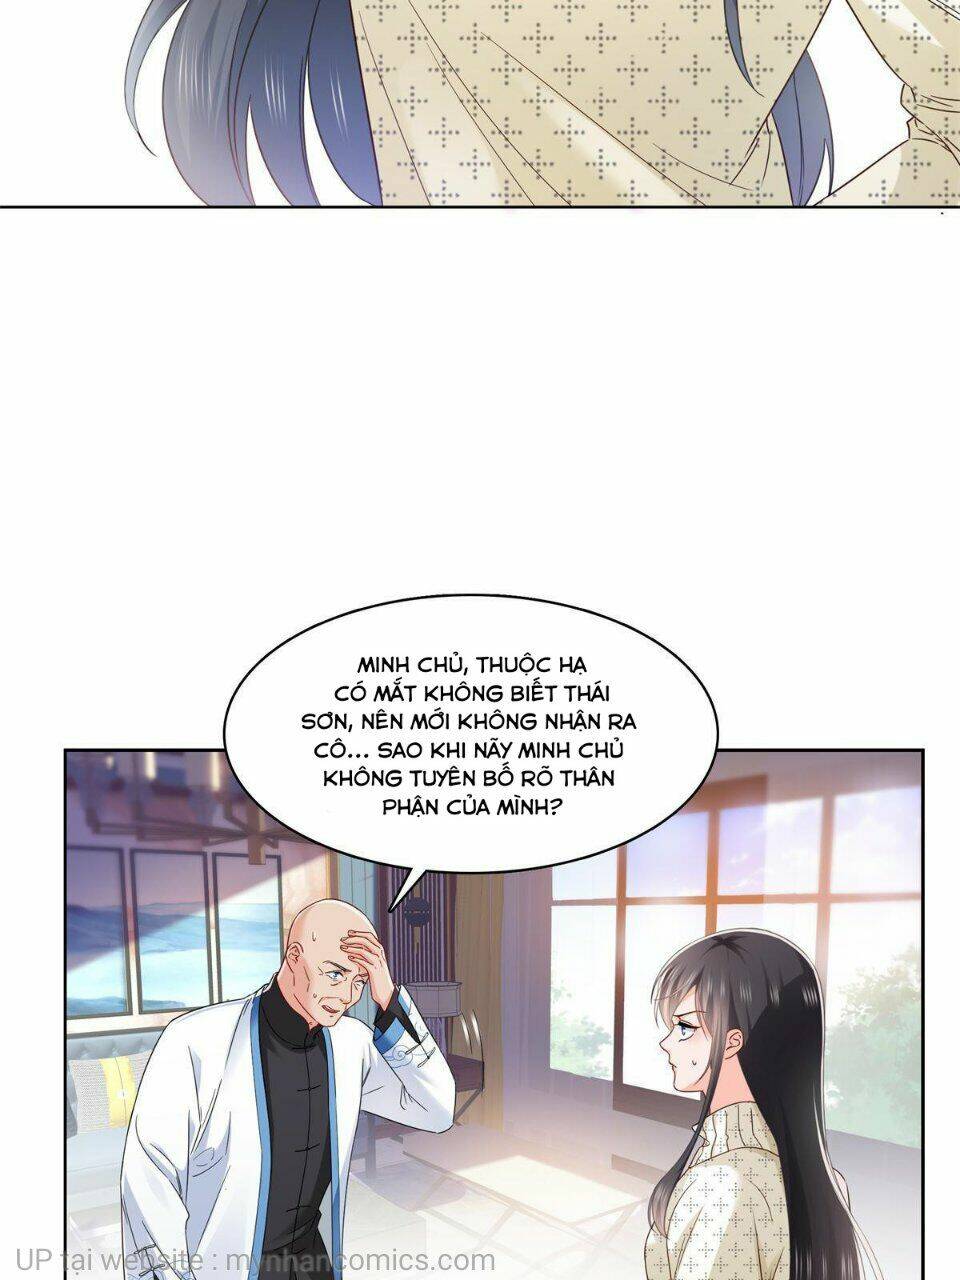 MINH CHỦ, THUỘC HẠ
CÓ MẮT KHÔNG BIẾT THÁI
SƠN, NÊN MỚI KHÔNG NHẬN RA
CÔ... SAO KHI NÃY MINH CHỦ
KHÔNG TUYÊN BỐ RÕ THÂN
PHẬN CỦA MÌNH?
UP tại website : mynhancomics.com